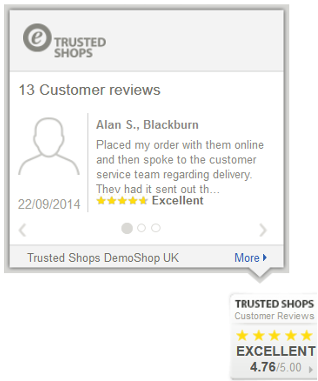 e TRUSTED
SHOPS
13 Customer reviews
Alan S., Blackburn
Placed my order with them online
and then spoke to the customer
service team regarding delivery.
They had it sent out th...
22/09/2014
Excellent
Trusted Shops DemoShop UK
More
TRUSTED SHOPS
Customer Reviews
EXCELLENT
4.76/5.00